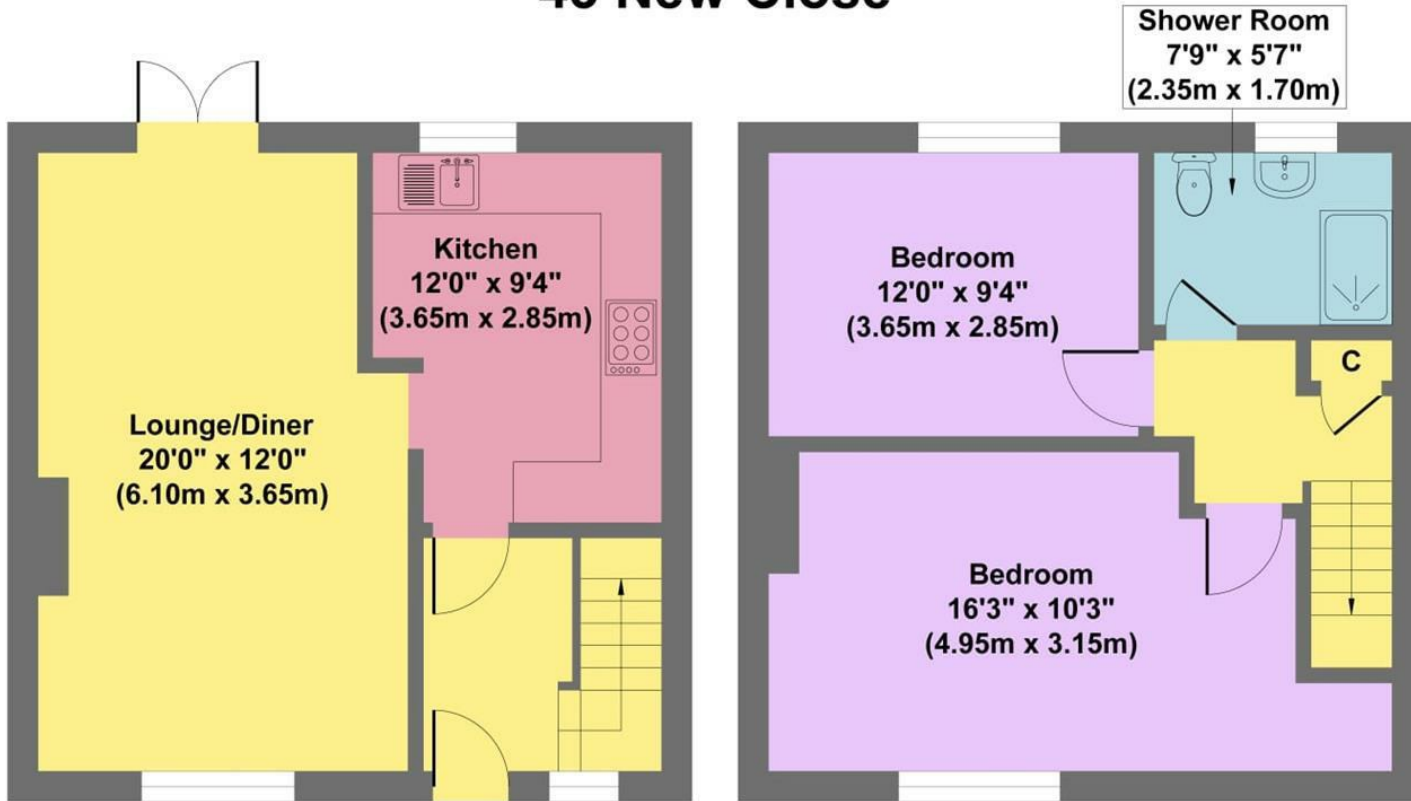 Shower Room
7'9" x 5'7"
(2.35m x 1.70m)
Kitchen
12'0" x 9'4"
(3.65m x 2.85m)
Lounge/Diner
20'0" x 12'0"
(6.10m x 3.65m)
Bedroom
12'0" x 9'4"
(3.65m x 2.85m)
C
Bedroom
16'3" x 10'3"
(4.95m x 3.15m)